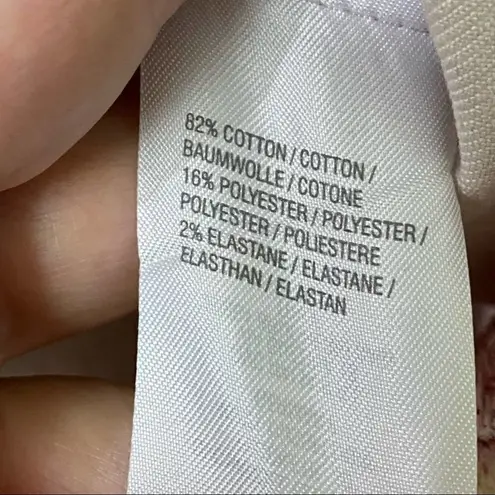 82% COTTON / COTTON /
BAUMWOLLE / COTONE
16% POLYESTER / POLYESTER /
POLYESTER / POLIESTERE
2% ELASTANE / ELASTANE /
ELASTHAN / ELASTAN